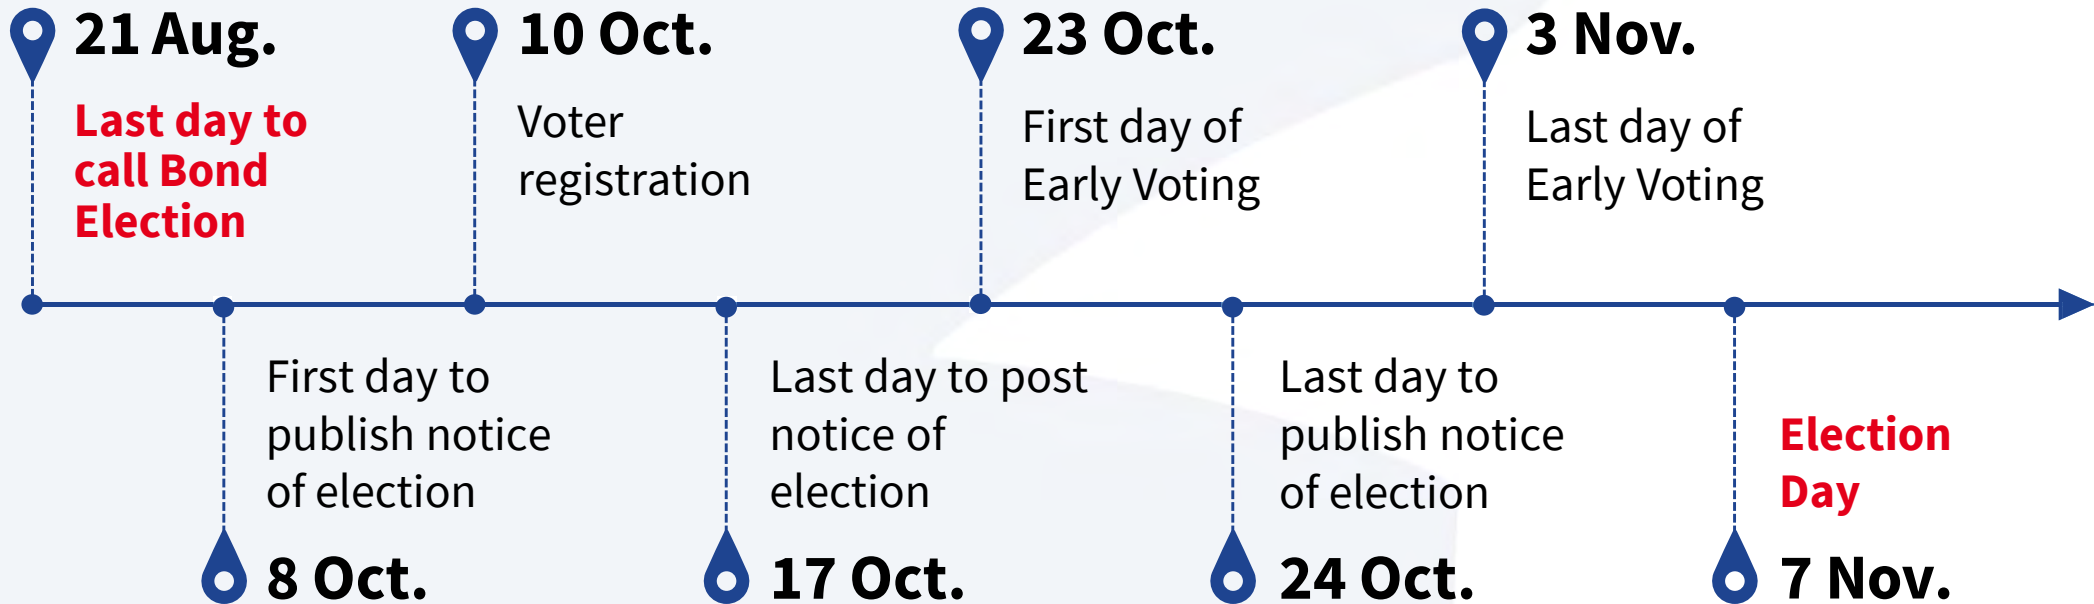 21 Aug.
Last day to
call Bond
Election
10 Oct.
Voter
registration
23 Oct.
First day of
Early Voting
3 Nov.
Last day of
Early Voting
First day to
publish notice
of election
8 Oct.
Last day to post
notice of
election
17 Oct.
Last day to
publish notice
of election
24 Oct.
Election
Day
7 Nov.